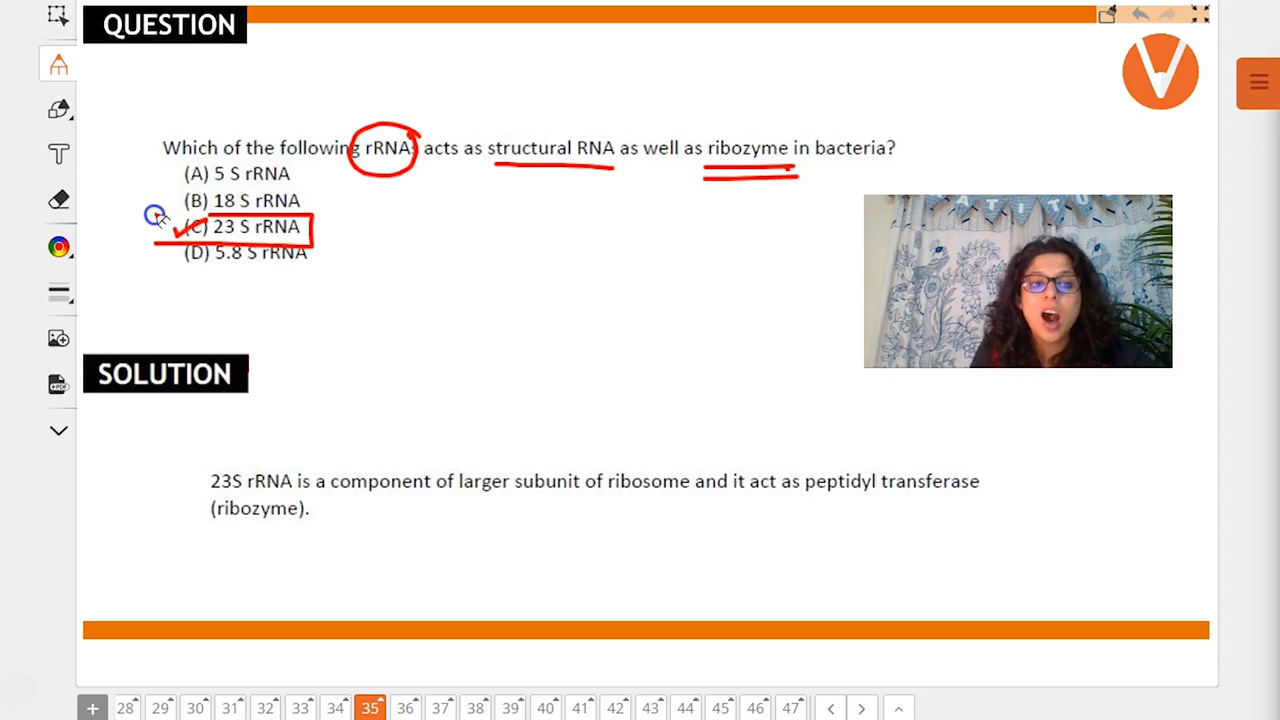 QUESTION
Which of the following rRNAs acts as structural RNA as well as ribozyme in bacteria?
(A) 5 S rRNA
(B) 18 S rRNA
(C) 23 S rRNA
(D) 5.8 S rRNA
ATITU
SOLUTION
23S rRNA is a component of larger subunit of ribosome and it act as peptidyl transferase
(ribozyme).
+PDF
28 29 30 31 32 33 34 35 36 37 38 39 40 41 42 43 44 45 46 47